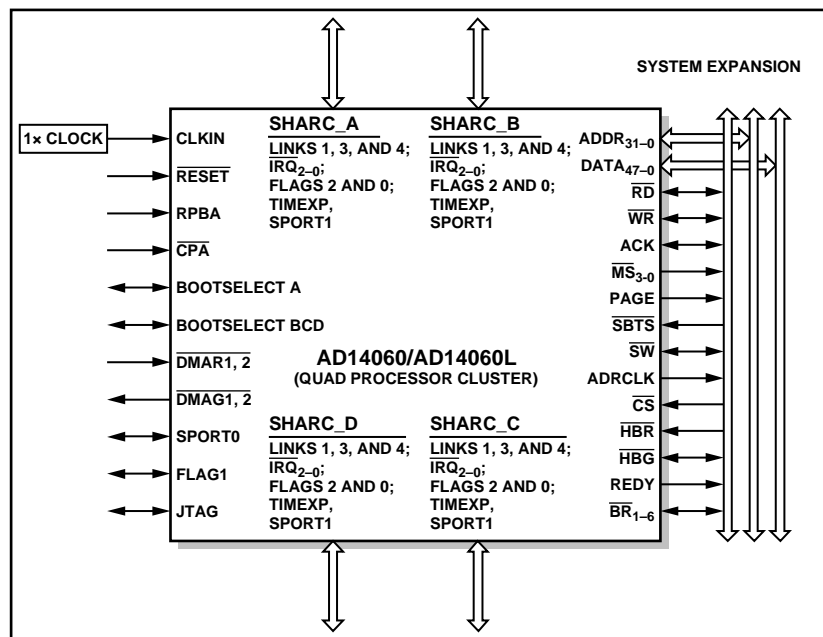 SYSTEM EXPANSION
1× CLOCK
CLKIN
RESET
RPBA
CPA
BOOTSELECT A
BOOTSELECT BCD
DMAR1, 2
DMAG1, 2
SPORT0
FLAG1
JTAG
SHARC_A
LINKS 1, 3, AND 4;
IRQ2–0;
FLAGS 2 AND 0;
TIMEXP,
SPORT1
SHARC_B
LINKS 1, 3, AND 4;
IRQ2–0;
FLAGS 2 AND 0;
TIMEXP,
SPORT1
AD14060/AD14060L
(QUAD PROCESSOR CLUSTER)
SHARC_D
LINKS 1, 3, AND 4;
IRQ2–0;
FLAGS 2 AND 0;
TIMEXP,
SPORT1
SHARC_C
LINKS 1, 3, AND 4;
IRQ2–0;
FLAGS 2 AND 0;
TIMEXP,
SPORT1
ADDR31–0
DATA47–0
RD
WR
ACK
MS3-0
PAGE
SBTS
SW
ADRCLK
CS
HBR
HBG
REDY
BR1–6